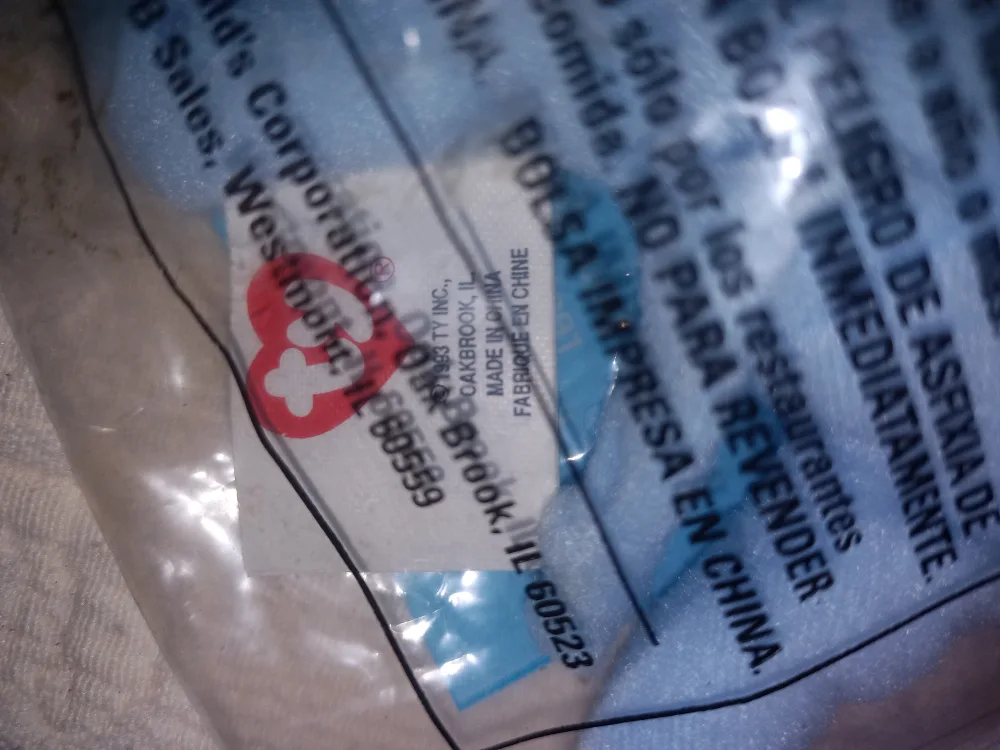 ld's Corporation, Oak Brook, IL 60523
B Sales, Westmont, IL 60559
ty®
© 1993 TY INC.,
OAKBROOK, IL
MADE IN CHINA
FABRIQUE EN CHINE
PELIGRO DE ASFIXIA DE
INMEDIATAMENTE.
sólo por los restaurantes
comida. NO PARA REVENDER
BOLSA IMPRESA EN CHINA.